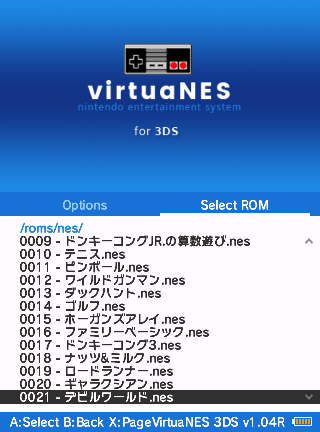 virtuaNES
nintendo entertainment system
for 3DS
Options Select ROM
/roms/nes/
0009 - ドンキーコングJR.の算数遊び.nes
0010 - テニス.nes
0011 - ピンボール.nes
0012 - ワイルドガンマン.nes
0013 - ダックハント.nes
0014 - ゴルフ.nes
0015 - ホーガンズアレイ.nes
0016 - ファミリーベーシック.nes
0017 - ドンキーコング3.nes
0018 - ナッツ&ミルク.nes
0019 - ロードランナー.nes
0020 - ギャラクシアン.nes
0021 - デビルワールド.nes
A:Select B:Back X:PageVirtuaNES 3DS v1.04R